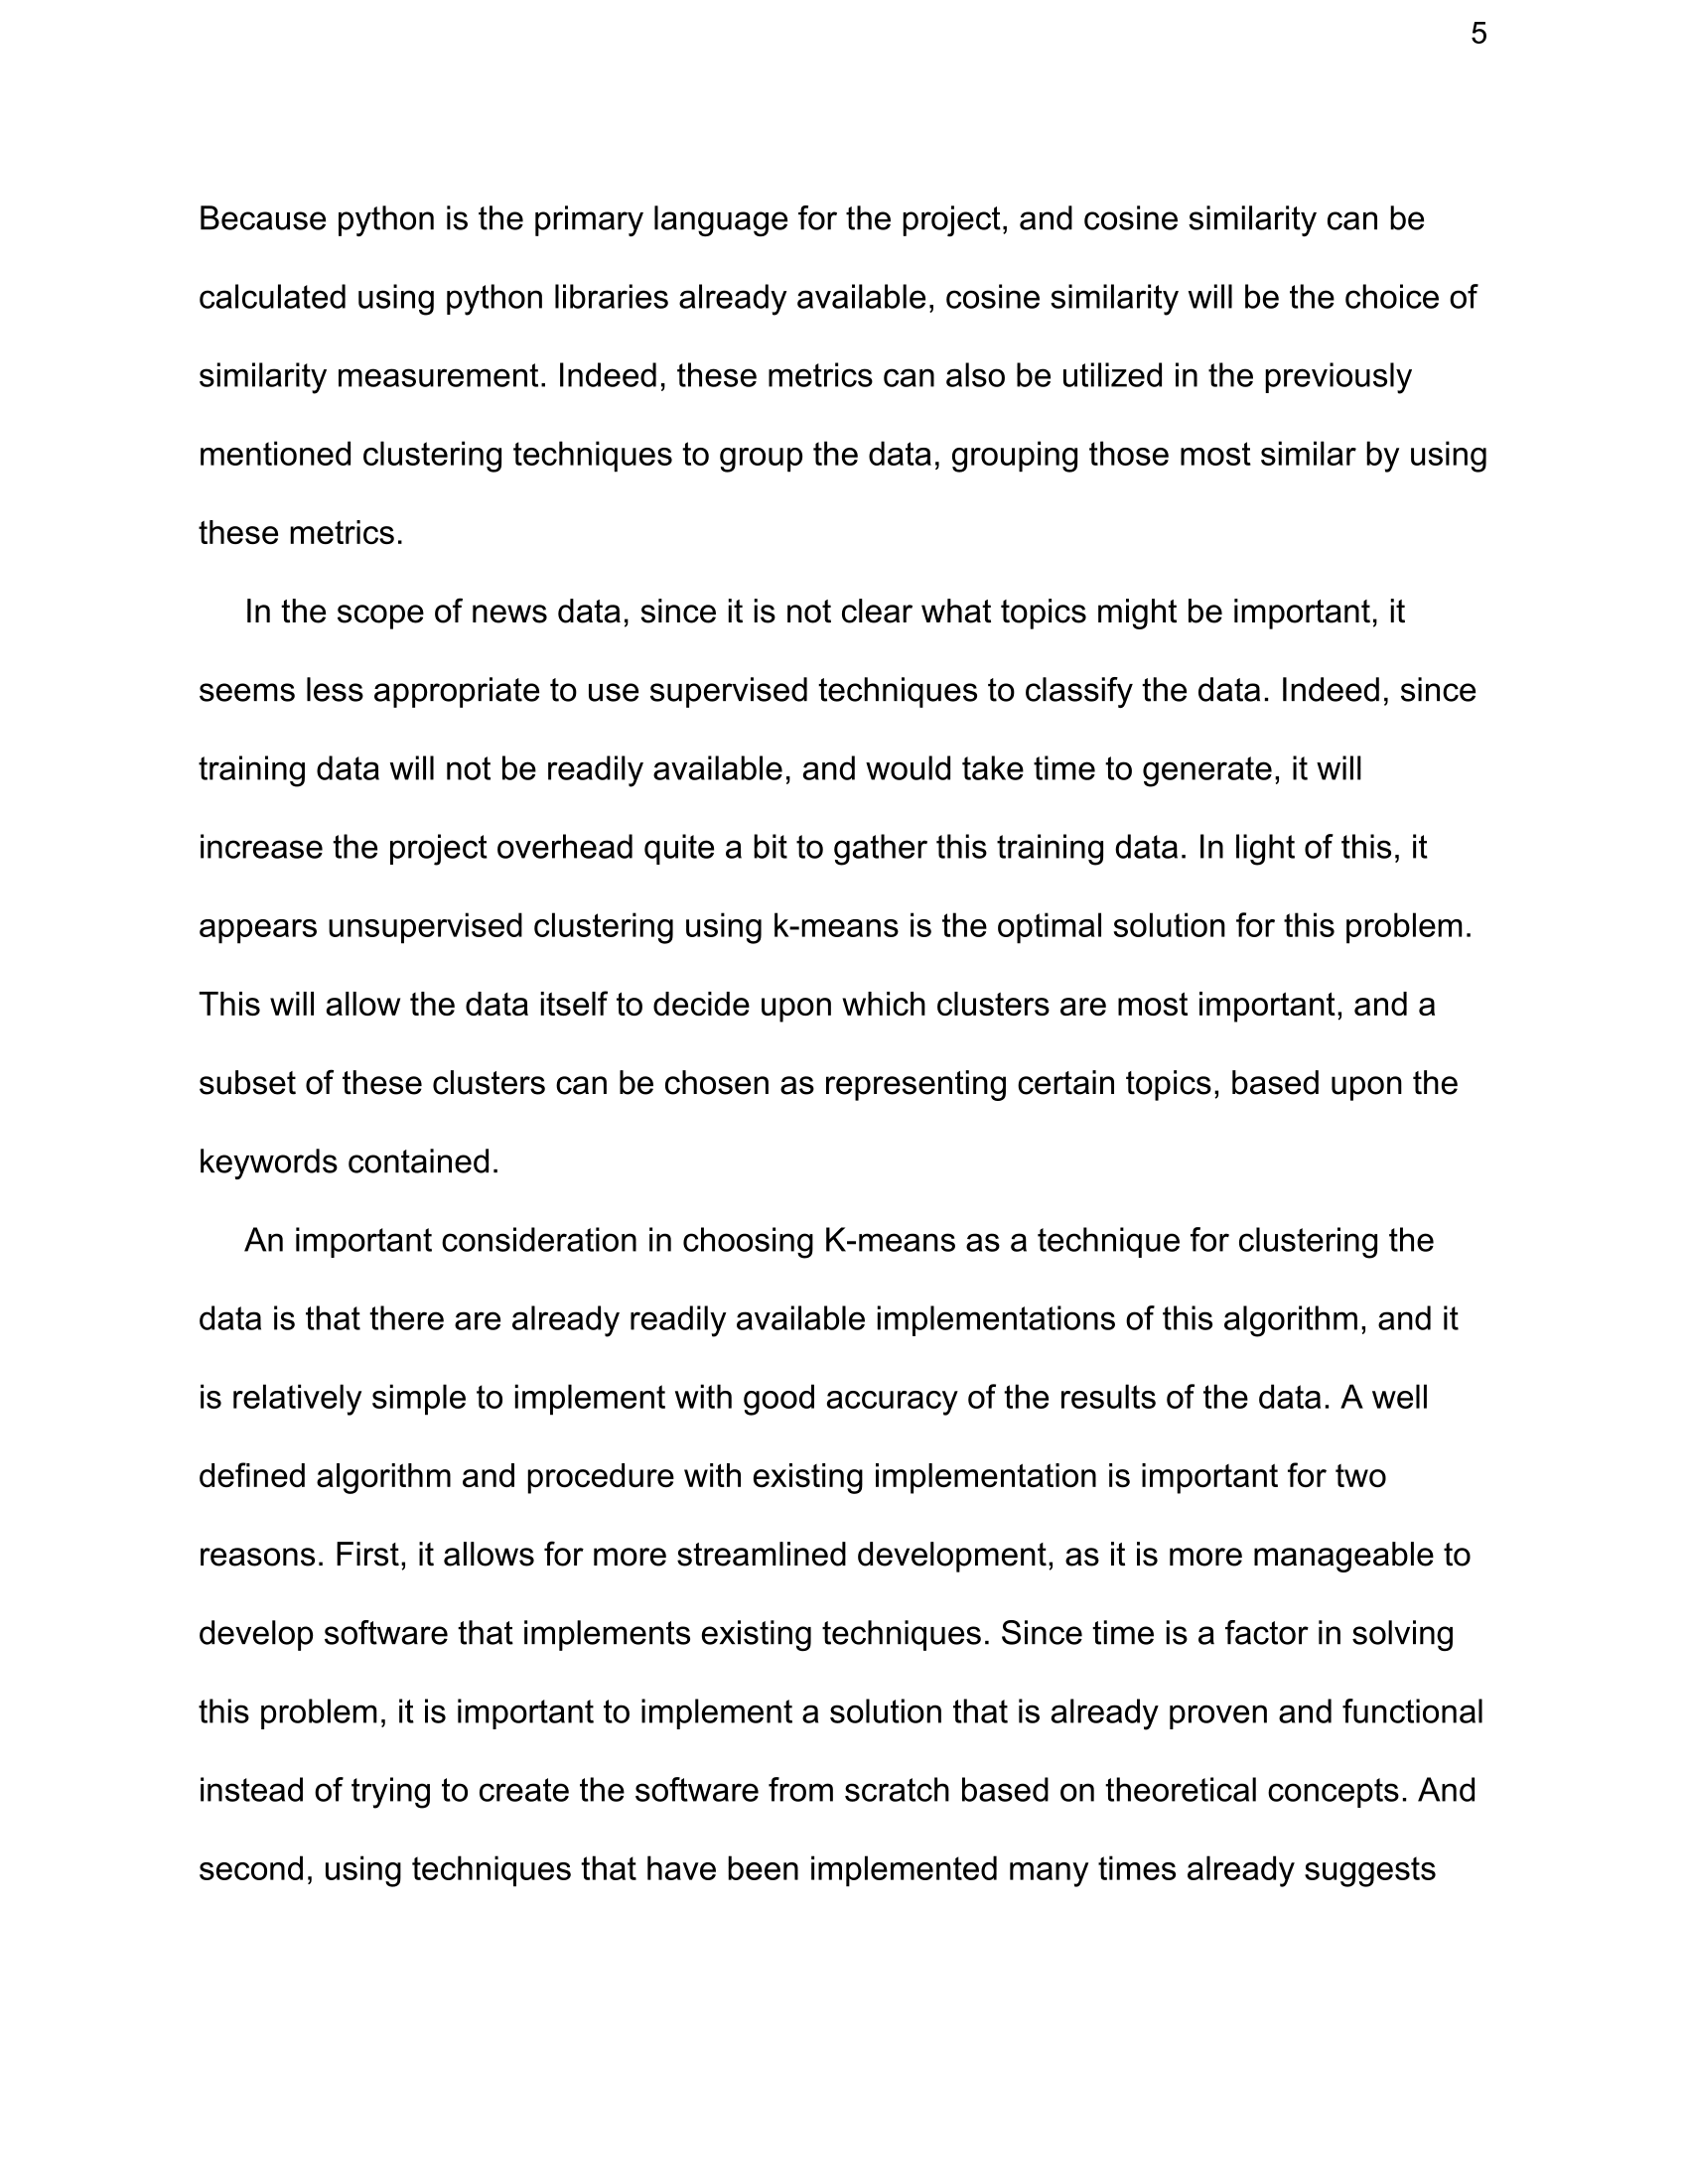 5
Because python is the primary language for the project, and cosine similarity can be
calculated using python libraries already available, cosine similarity will be the choice of
similarity measurement. Indeed, these metrics can also be utilized in the previously
mentioned clustering techniques to group the data, grouping those most similar by using
these metrics.
In the scope of news data, since it is not clear what topics might be important, it
seems less appropriate to use supervised techniques to classify the data. Indeed, since
training data will not be readily available, and would take time to generate, it will
increase the project overhead quite a bit to gather this training data. In light of this, it
appears unsupervised clustering using k-means is the optimal solution for this problem.
This will allow the data itself to decide upon which clusters are most important, and a
subset of these clusters can be chosen as representing certain topics, based upon the
keywords contained.
An important consideration in choosing K-means as a technique for clustering the
data is that there are already readily available implementations of this algorithm, and it
is relatively simple to implement with good accuracy of the results of the data. A well
defined algorithm and procedure with existing implementation is important for two
reasons. First, it allows for more streamlined development, as it is more manageable to
develop software that implements existing techniques. Since time is a factor in solving
this problem, it is important to implement a solution that is already proven and functional
instead of trying to create the software from scratch based on theoretical concepts. And
second, using techniques that have been implemented many times already suggests